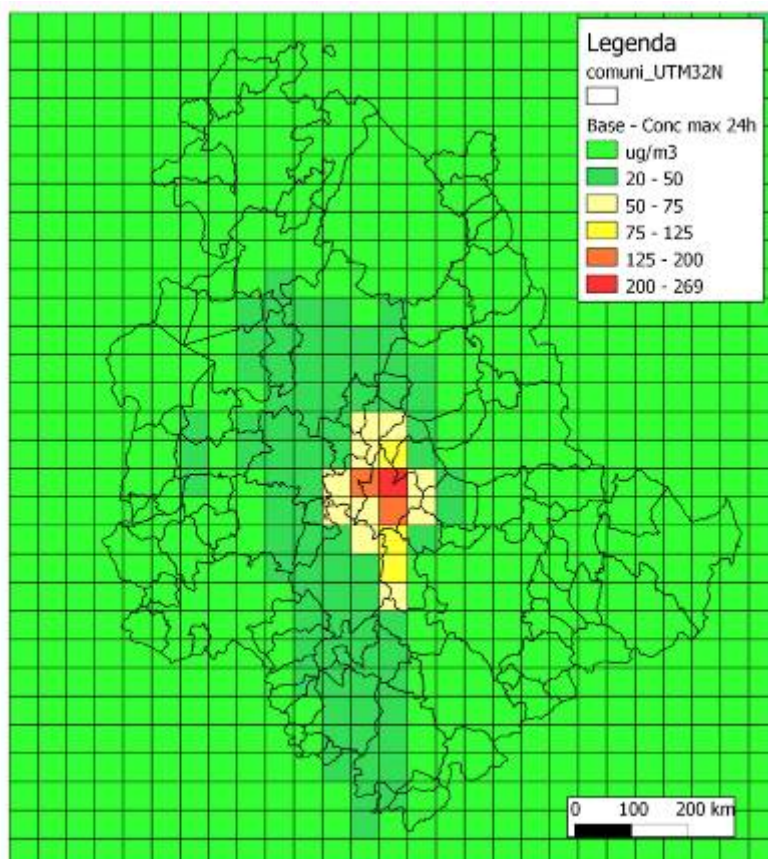 Legenda
comuni_UTM32N
Base - Conc max 24h
ug/m3
20 - 50
50 - 75
75 - 125
125 - 200
200 - 269
0 100 200 km